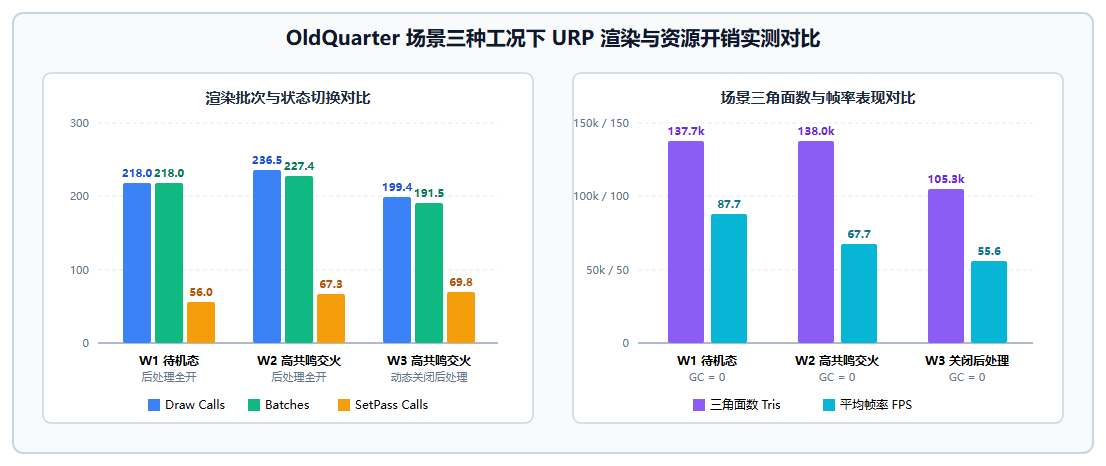 OldQuarter 场景三种工况下 URP 渲染与资源开销实测对比
渲染批次与状态切换对比
300
200
100
0
218.0
218.0
56.0
236.5
227.4
67.3
199.4
191.5
69.8
W1 待机态
后处理全开
W2 高共鸣交火
后处理全开
W3 高共鸣交火
动态关闭后处理
Draw Calls
Batches
SetPass Calls
场景三角面数与帧率表现对比
150k / 150
100k / 100
50k / 50
0
137.7k
87.7
138.0k
67.7
105.3k
55.6
W1 待机态
GC = 0
W2 高共鸣交火
GC = 0
W3 关闭后处理
GC = 0
三角面数 Tris
平均帧率 FPS